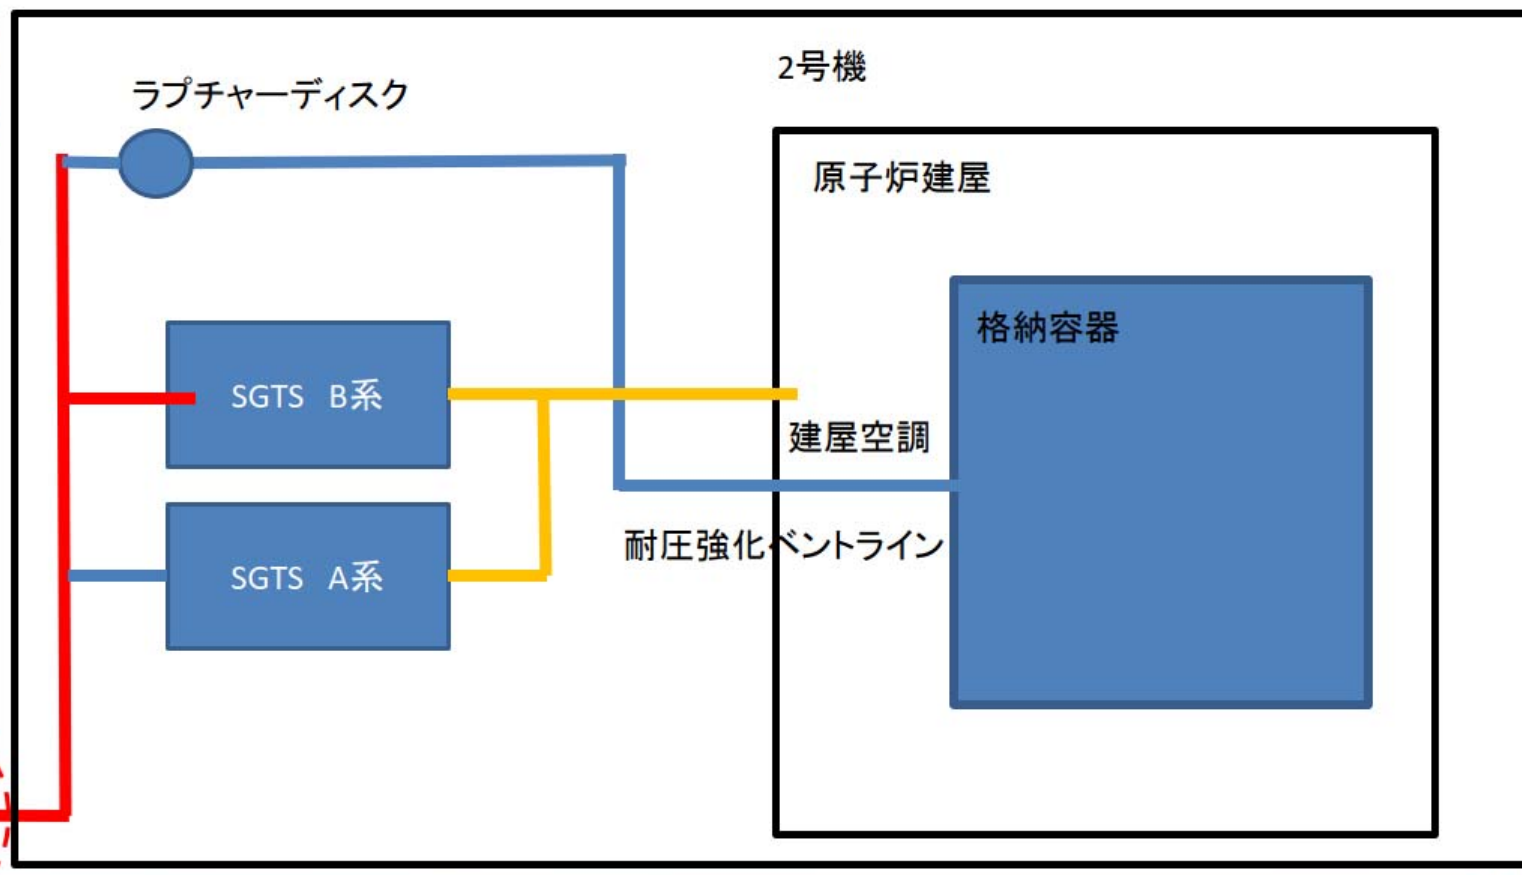 2号機
ラプチャーディスク
原子炉建屋
格納容器
SGTS B系
建屋空調
耐圧強化ベントライン
SGTS A系